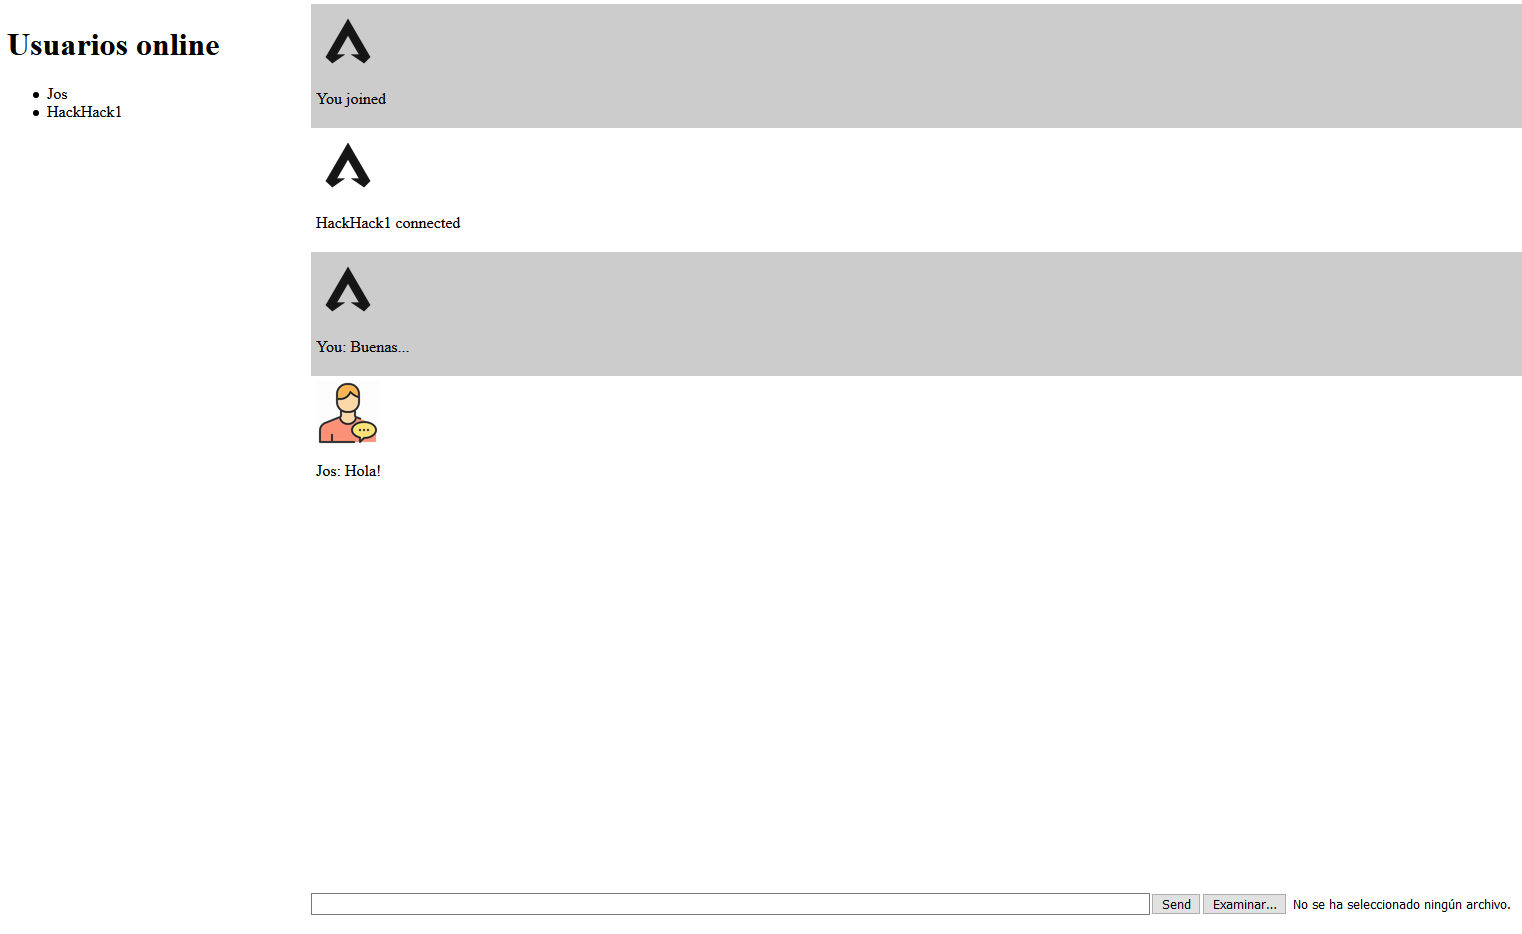 Usuarios online
Jos
HackHack1
You joined
HackHack1 connected
You: Buenas...
Jos: Hola!
Send
Examinar...
No se ha seleccionado ningún archivo.